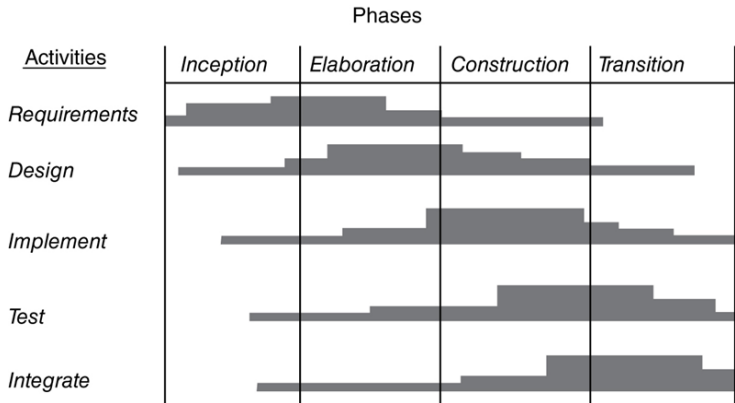 Phases
Activities
Inception Elaboration Construction Transition
Requirements
Design
Implement
Test
Integrate